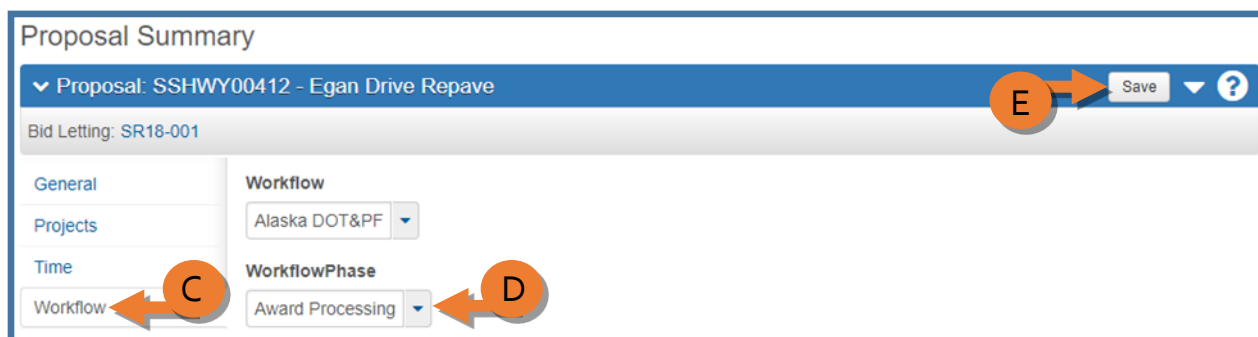 Proposal Summary
Proposal: SSHWY00412 - Egan Drive Repave
E
Save
?
Bid Letting: SR18-001
General
Projects
Time
Workflow
C
Workflow
Alaska DOT&PF
WorkflowPhase
Award Processing
D